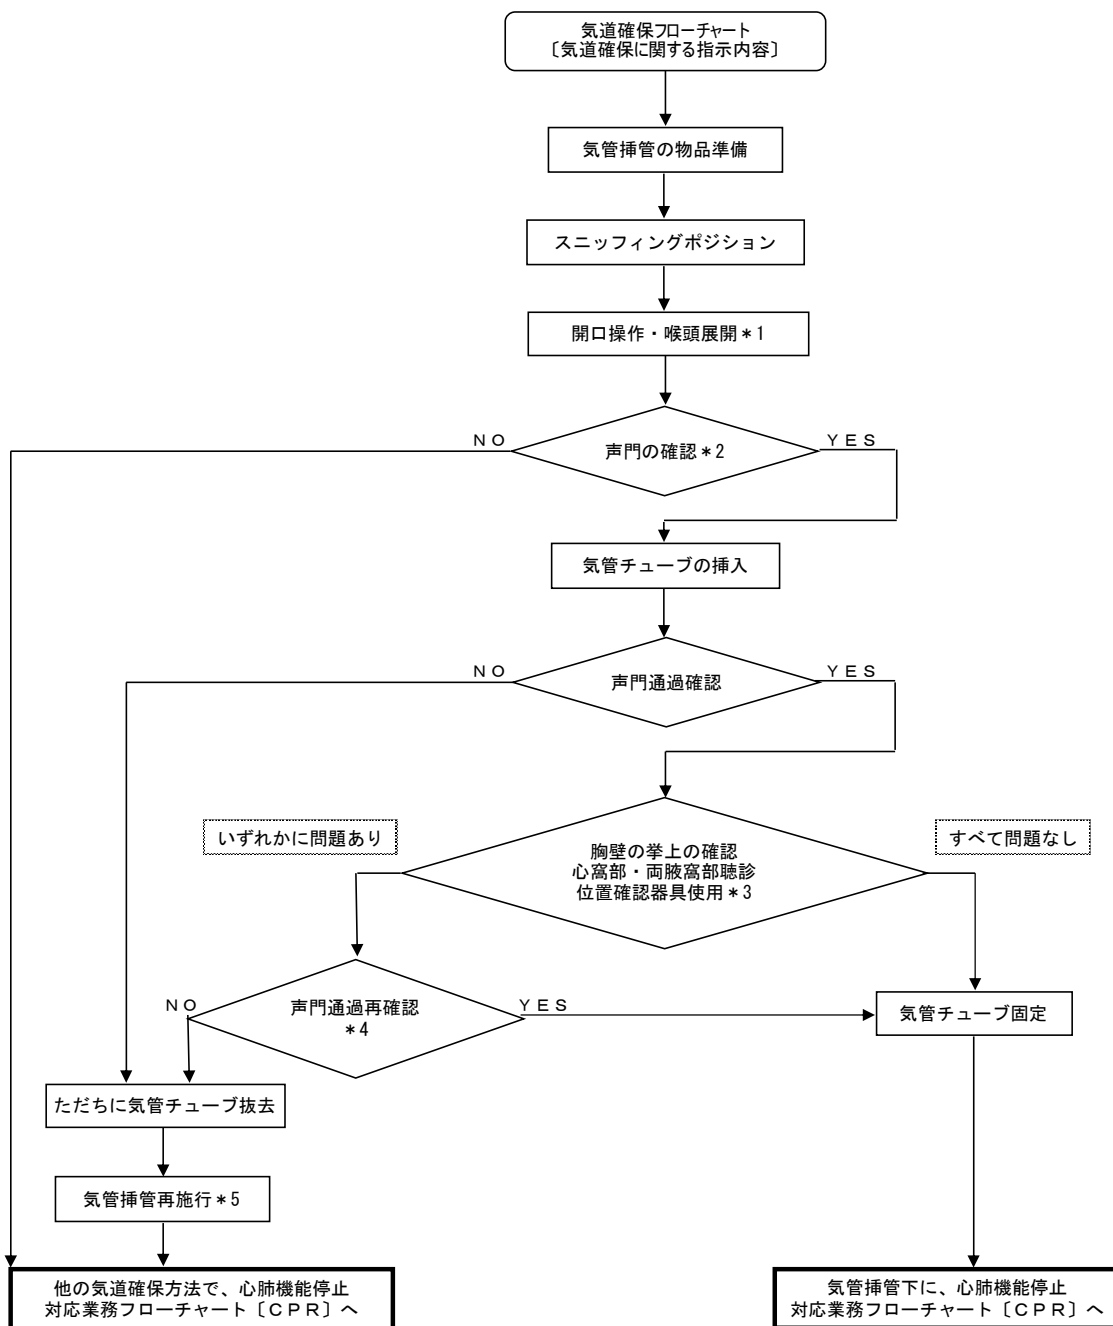 気道確保フローチャート
〔気道確保に関する指示内容〕
気管挿管の物品準備
スニッフィングポジション
開口操作・喉頭展開＊1
声門の確認＊2
ＮＯ
ＹＥＳ
気管チューブの挿入
声門通過確認
ＮＯ
ＹＥＳ
いずれかに問題あり
すべて問題なし
胸壁の挙上の確認
心窩部・両腋窩部聴診
位置確認器具使用＊3
声門通過再確認
＊4
ＮＯ
ＹＥＳ
気管チューブ固定
ただちに気管チューブ抜去
気管挿管再施行＊5
他の気道確保方法で、心肺機能停止
対応業務フローチャート〔ＣＰＲ〕へ
気管挿管下に、心肺機能停止
対応業務フローチャート〔ＣＰＲ〕へ